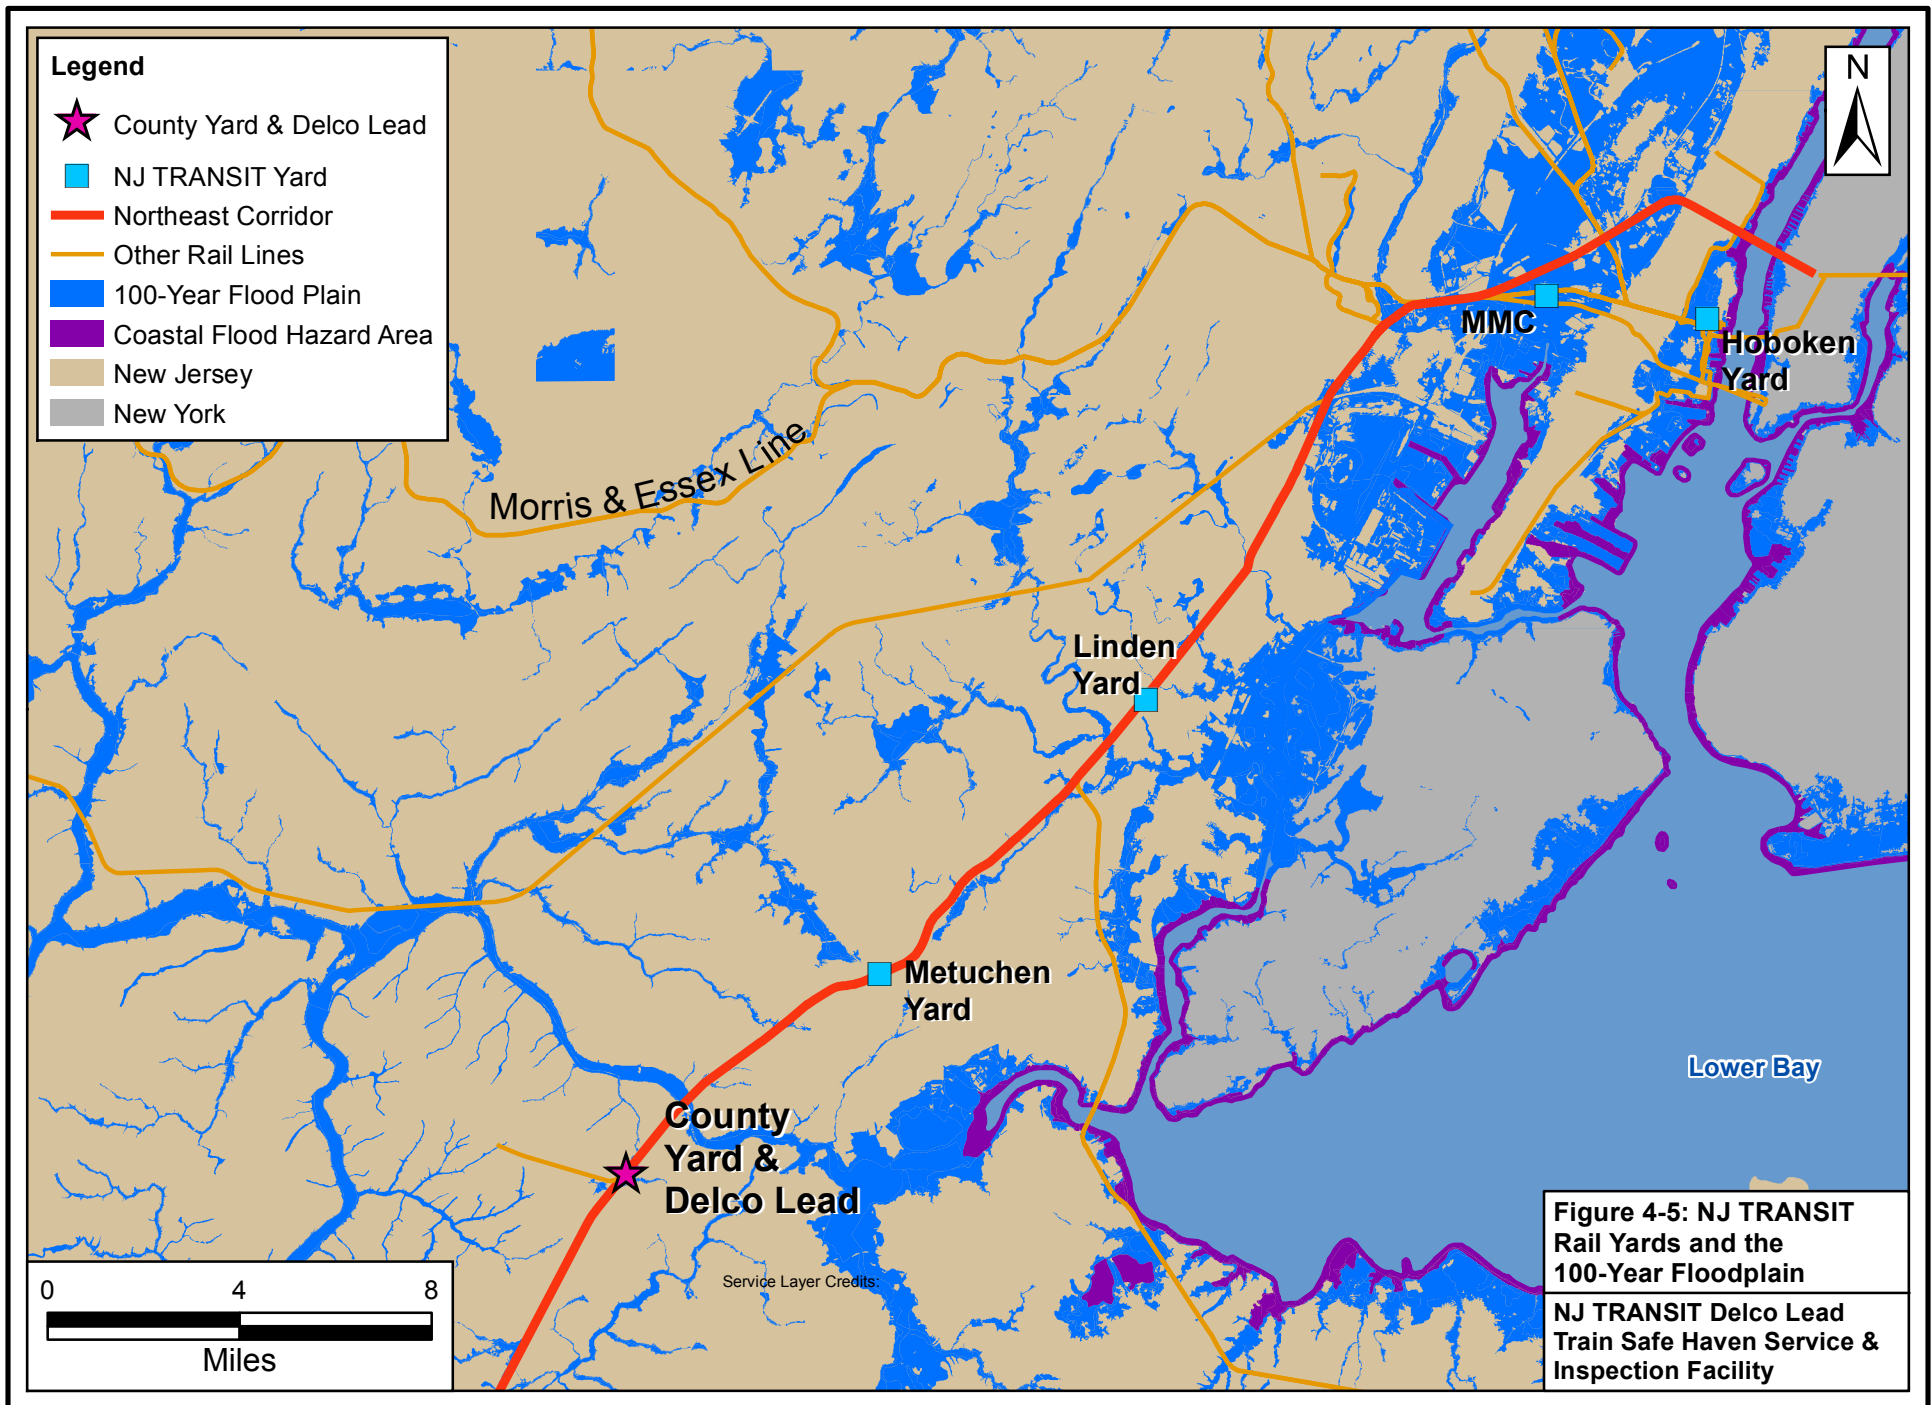 Legend
County Yard & Delco Lead
NJ TRANSIT Yard
Northeast Corridor
Other Rail Lines
100-Year Flood Plain
Coastal Flood Hazard Area
New Jersey
New York
N
MMC
Hoboken
Yard
Morris & Essex Line
Linden
Yard
Metuchen
Yard
Lower Bay
County
Yard &
Delco Lead
Service Layer Credits:
0 4 8
Miles
Figure 4-5: NJ TRANSIT
Rail Yards and the
100-Year Floodplain
NJ TRANSIT Delco Lead
Train Safe Haven Service &
Inspection Facility